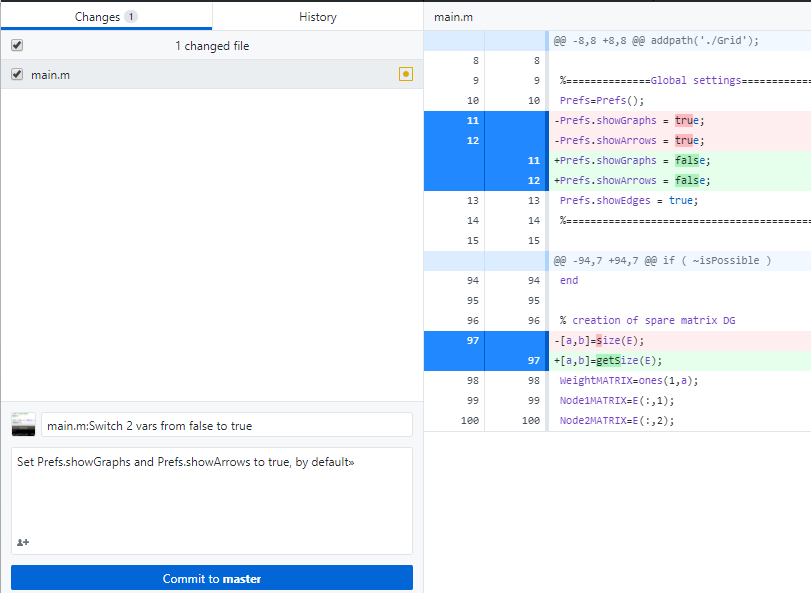 Changes 1 History
1 changed file
main.m
main.m:Switch 2 vars from false to true
Set Prefs.showGraphs and Prefs.showArrows to true, by default»
Commit to master
main.m
@@ -8,8 +8,8 @@ addpath('./Grid');
8 8
9 9 %==============Global settings============
10 10 Prefs=Prefs();
11 -Prefs.showGraphs = true;
12 -Prefs.showArrows = true;
11 +Prefs.showGraphs = false;
12 +Prefs.showArrows = false;
13 13 Prefs.showEdges = true;
14 14 %=========================================
15 15
@@ -94,7 +94,7 @@ if ( ~isPossible )
94 94 end
95 95
96 96 % creation of spare matrix DG
97 -[a,b]=size(E);
97 +[a,b]=getSize(E);
98 98 WeightMATRIX=ones(1,a);
99 99 Node1MATRIX=E(:,1);
100 100 Node2MATRIX=E(:,2);